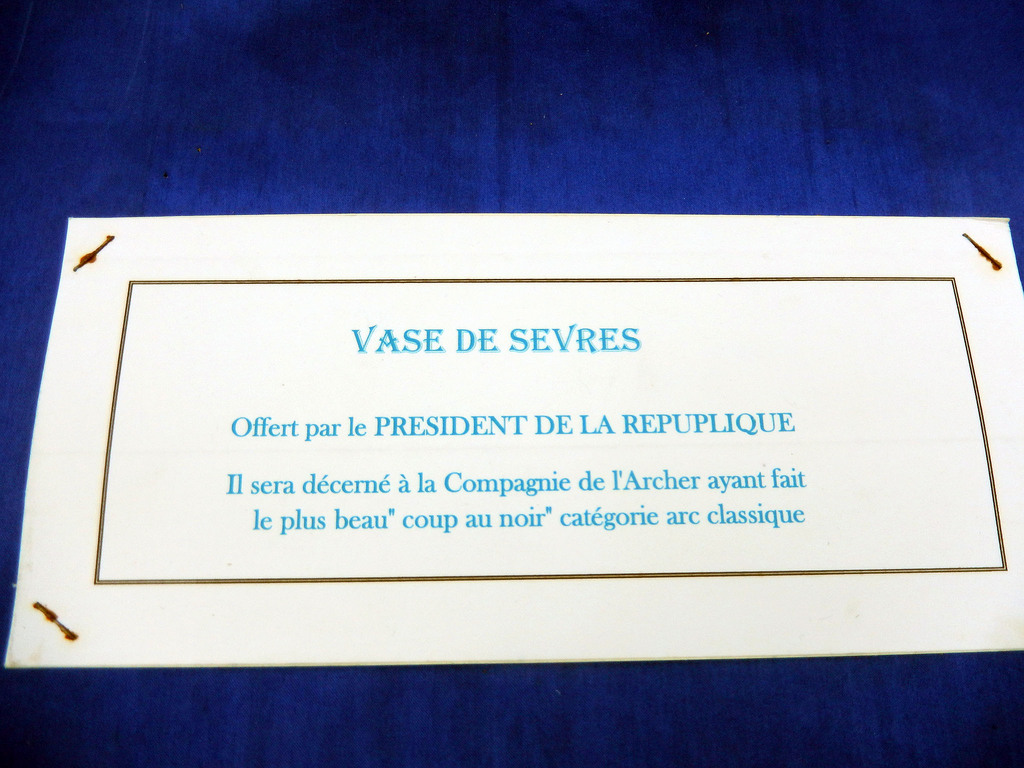 VASE DE SEVRES
Offert par le PRESIDENT DE LA REPUPLIQUE
Il sera décerné à la Compagnie de l'Archer ayant fait
le plus beau" coup au noir" catégorie arc classique